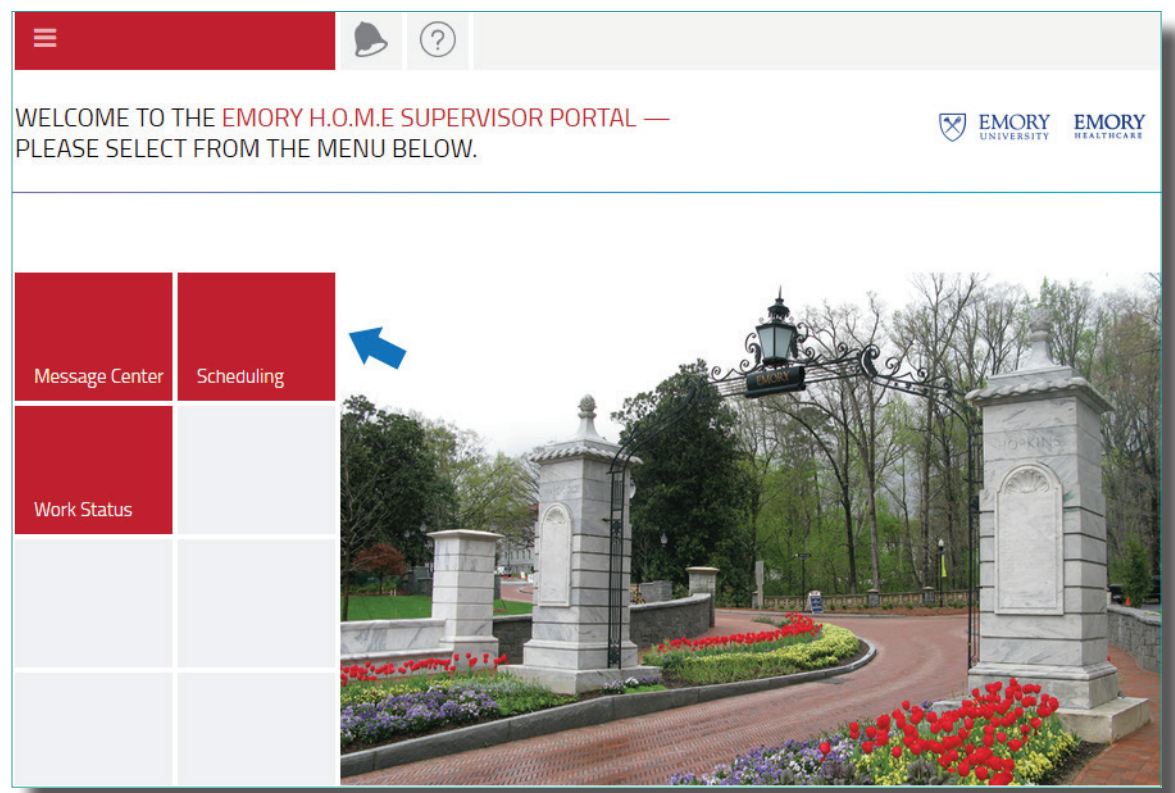 ?
WELCOME TO THE EMORY H.O.M.E SUPERVISOR PORTAL —
PLEASE SELECT FROM THE MENU BELOW.
EMORY
UNIVERSITY
EMORY
HEALTHCARE
Message Center
Scheduling
Work Status
EMORY
HOPKINS